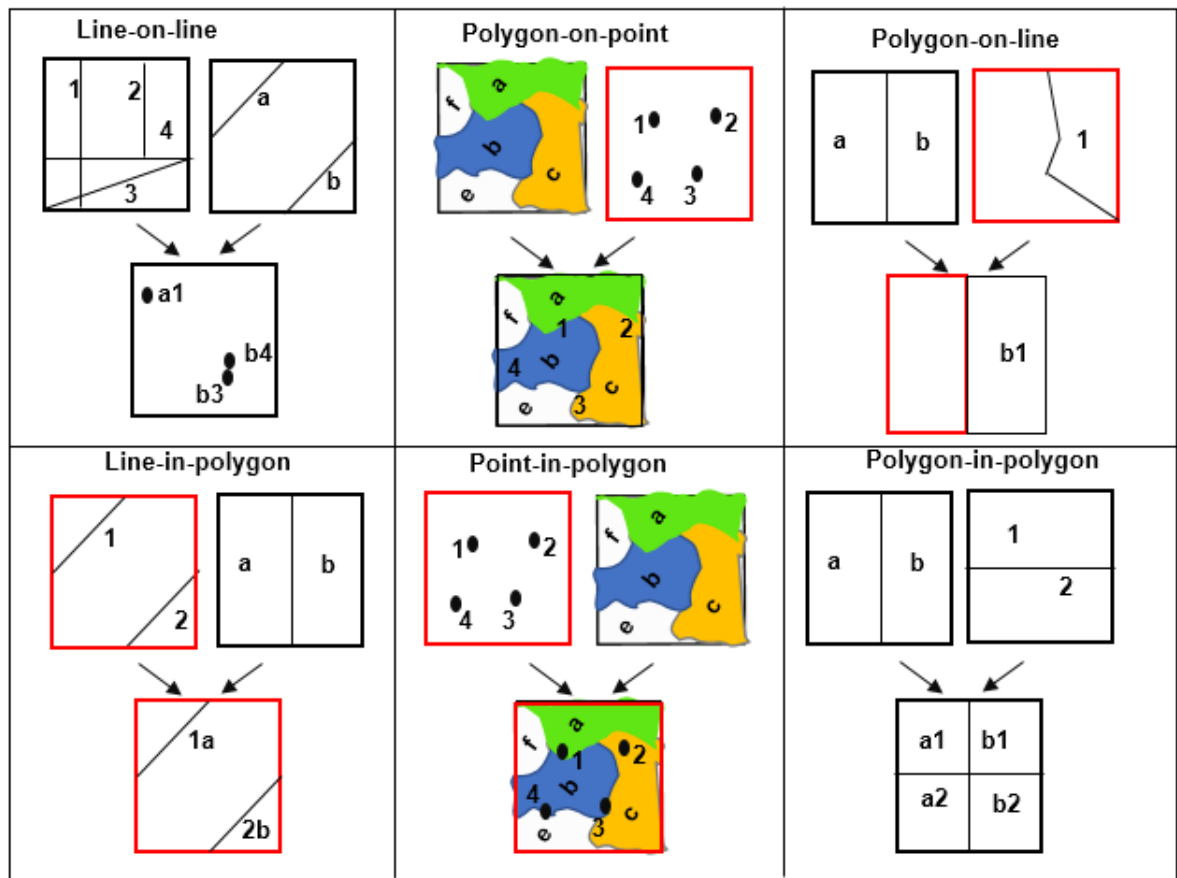 Line-on-line
1 2 4 3
a b
a1
b4
b3
Polygon-on-point
a f b c e
1 2 4 3
a f 1 2 4 b c e 3
Polygon-on-line
a b
1
b1
Line-in-polygon
1
2
a b
1a
2b
Point-in-polygon
1 2 4 3
a f b c e
a f 1 2 4 b c e 3
Polygon-in-polygon
a b
1
2
a1 b1
a2 b2